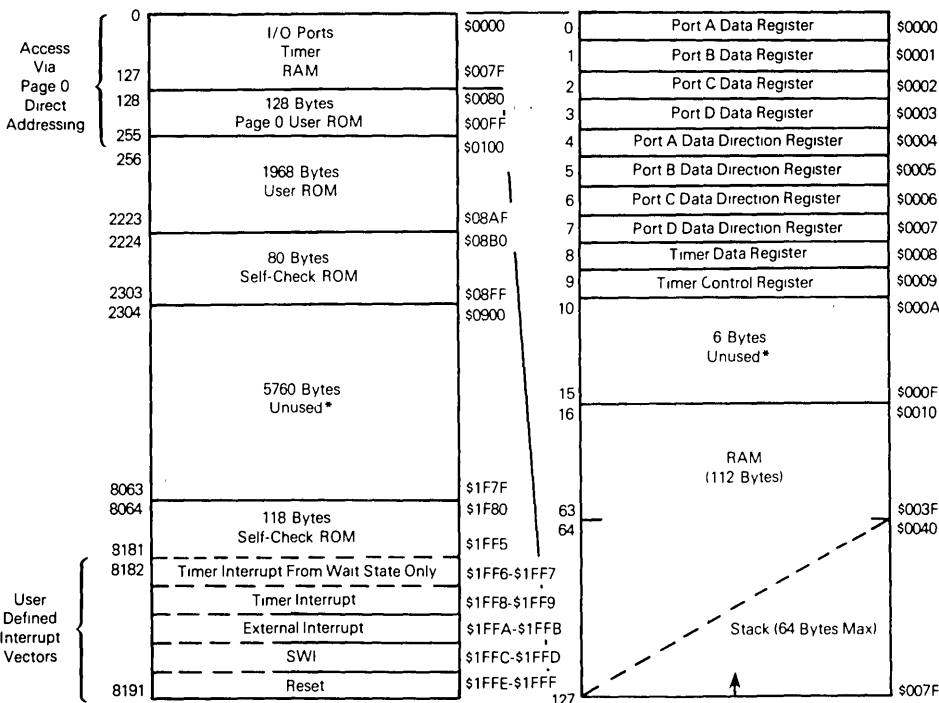 Access
Via
Page 0
Direct
Addressing
0
I/O Ports
Timer
RAM
$0000
127
$007F
128
128 Bytes
Page 0 User ROM
$0080
255
$00FF
256
1968 Bytes
User ROM
$0100
2223
$08AF
2224
80 Bytes
Self-Check ROM
$08B0
2303
$08FF
2304
5760 Bytes
Unused*
$0900
8063
$1F7F
8064
118 Bytes
Self-Check ROM
$1F80
8181
$1FF5
User
Defined
Interrupt
Vectors
8182
Timer Interrupt From Wait State Only
$1FF6-$1FF7
Timer Interrupt
$1FF8-$1FF9
External Interrupt
$1FFA-$1FFB
SWI
$1FFC-$1FFD
8191
Reset
$1FFE-$1FFF
0 Port A Data Register $0000
1 Port B Data Register $0001
2 Port C Data Register $0002
3 Port D Data Register $0003
4 Port A Data Direction Register $0004
5 Port B Data Direction Register $0005
6 Port C Data Direction Register $0006
7 Port D Data Direction Register $0007
8 Timer Data Register $0008
9 Timer Control Register $0009
10 $000A
6 Bytes
Unused*
15 $000F
16 $0010
RAM
(112 Bytes)
63 $003F
64 $0040
Stack (64 Bytes Max)
127 $007F